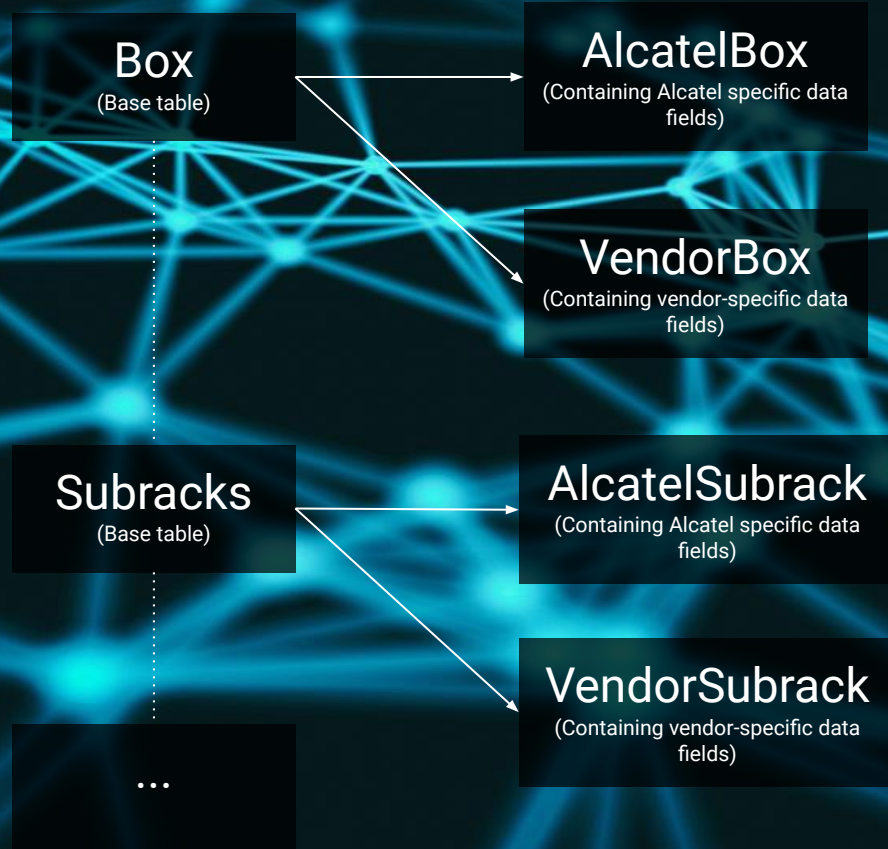 Box
(Base table)
AlcatelBox
(Containing Alcatel specific data
fields)
VendorBox
(Containing vendor-specific data
fields)
Subracks
(Base table)
AlcatelSubrack
(Containing Alcatel specific data
fields)
VendorSubrack
(Containing vendor-specific data
fields)
...